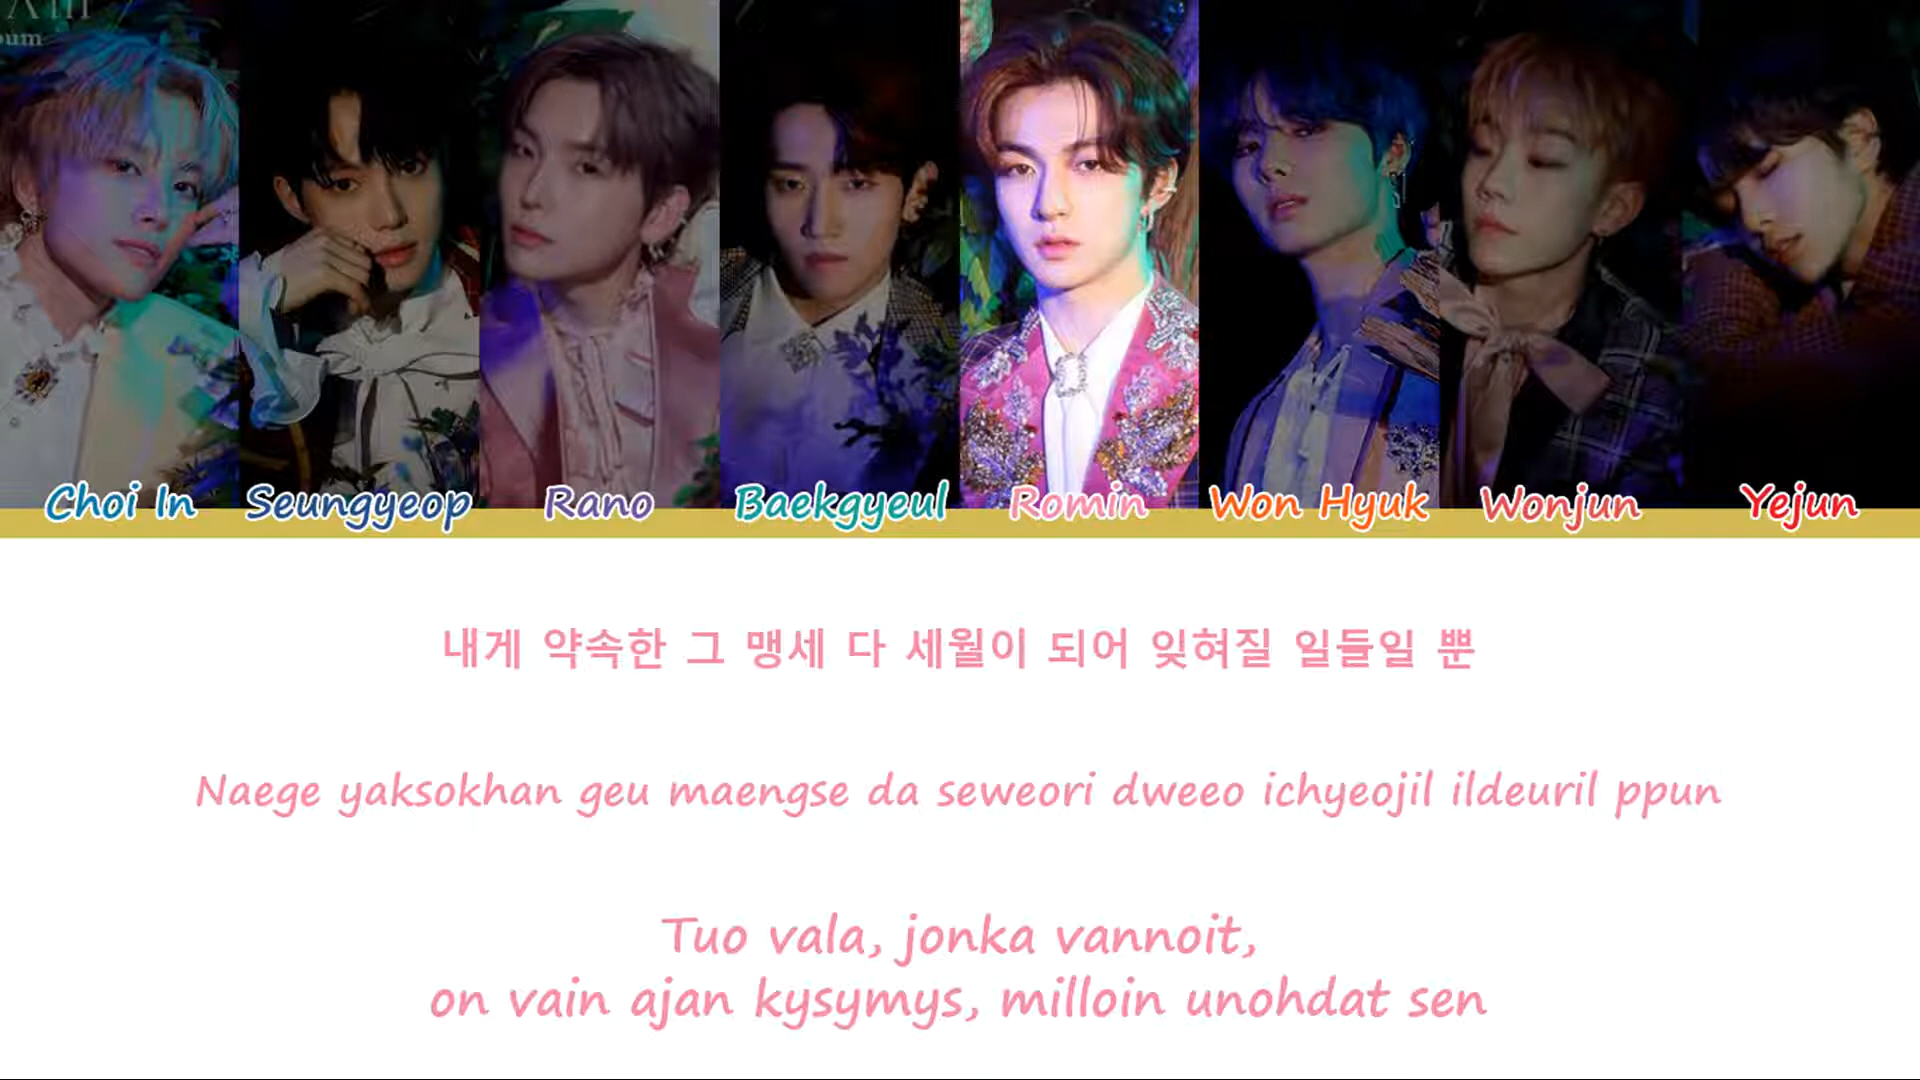 Choi In Seungyeop Rano Baekgyeul Romin Won Hyuk Wonjun Yejun
내게 약속한 그 맹세 다 세월이 되어 잊혀질 일들일 뿐
Naege yaksokhan geu maengse da seweori dweeo ichyeojil ildeuril ppun
Tuo vala, jonka vannoit,
on vain ajan kysymys, milloin unohdat sen